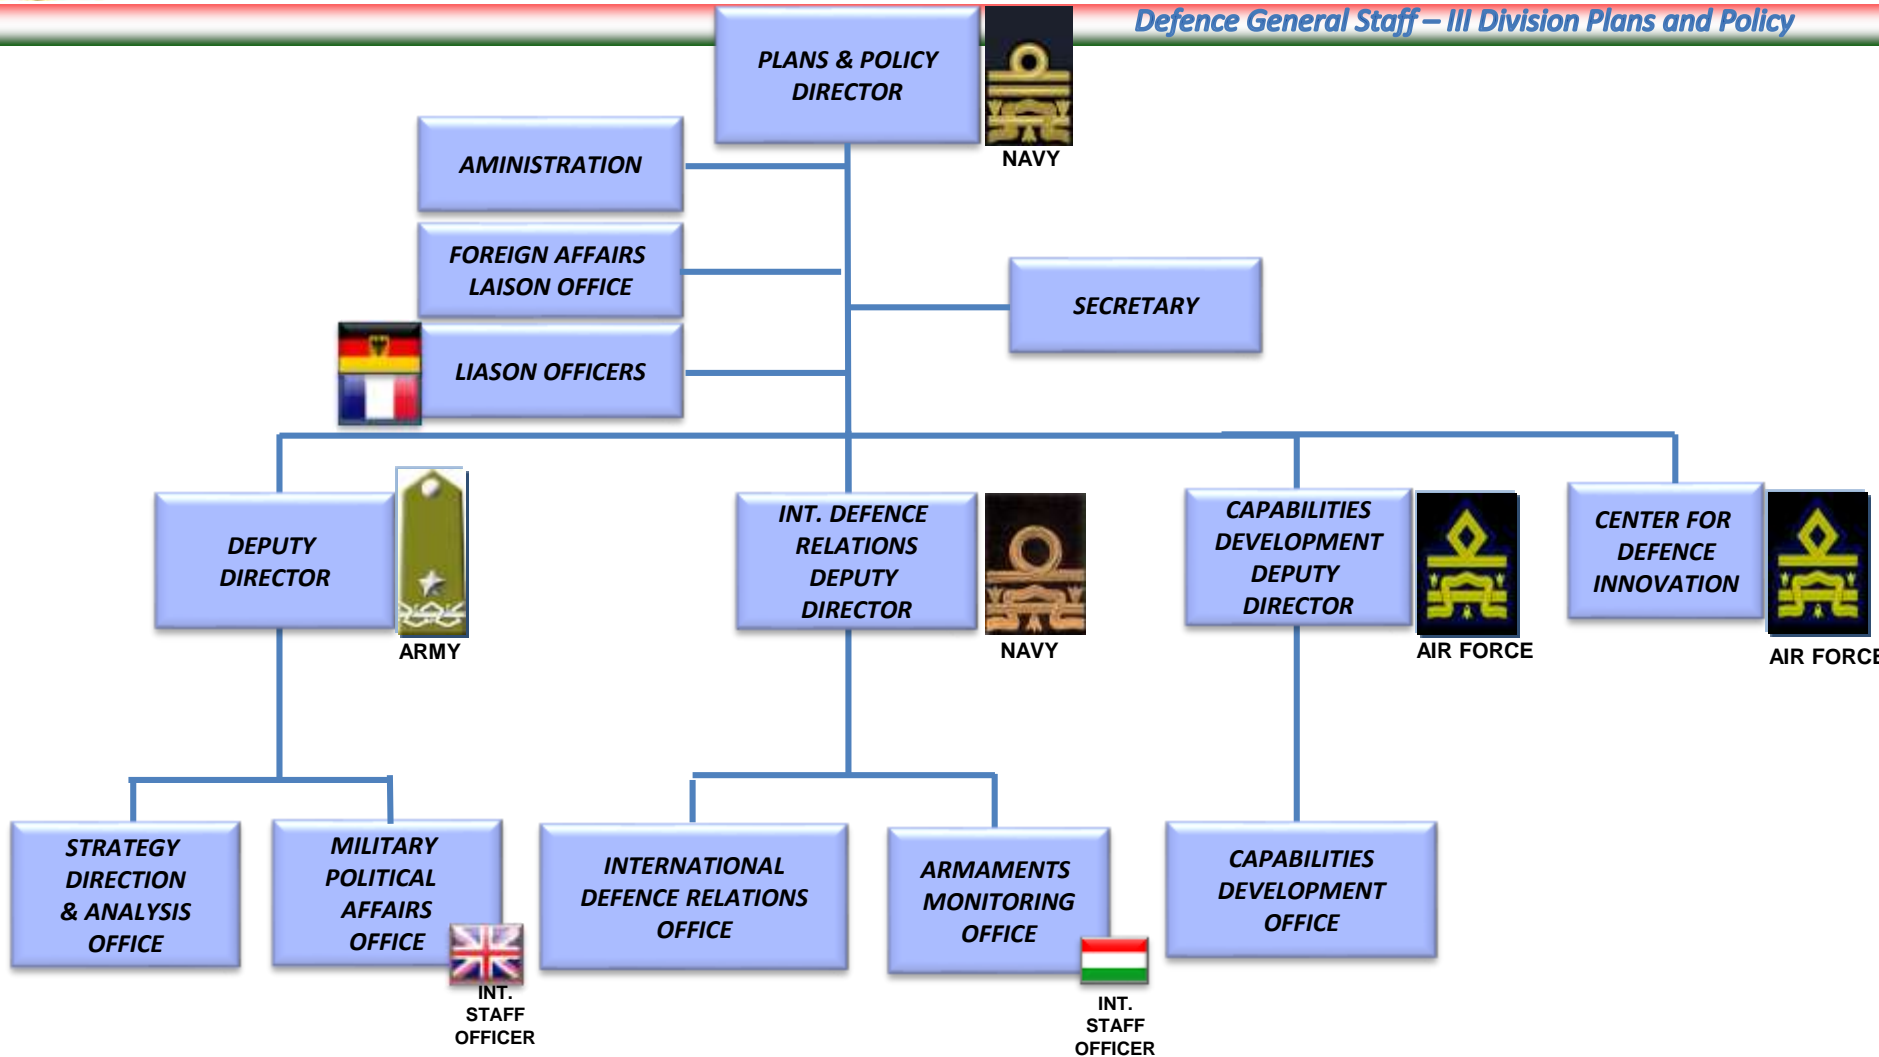 Defence General Staff – III Division Plans and Policy
PLANS & POLICY
DIRECTOR
NAVY
AMINISTRATION
FOREIGN AFFAIRS
LAISON OFFICE
SECRETARY
LIASON OFFICERS
DEPUTY
DIRECTOR
ARMY
INT. DEFENCE
RELATIONS
DEPUTY
DIRECTOR
NAVY
CAPABILITIES
DEVELOPMENT
DEPUTY
DIRECTOR
AIR FORCE
CENTER FOR
DEFENCE
INNOVATION
AIR FORCE
STRATEGY
DIRECTION
& ANALYSIS
OFFICE
MILITARY
POLITICAL
AFFAIRS
OFFICE
INT.
STAFF
OFFICER
INTERNATIONAL
DEFENCE RELATIONS
OFFICE
ARMAMENTS
MONITORING
OFFICE
INT.
STAFF
OFFICER
CAPABILITIES
DEVELOPMENT
OFFICE